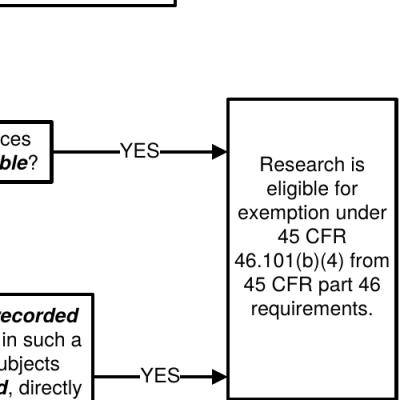 ces
ble?
YES
Research is
eligible for
exemption under
45 CFR
46.101(b)(4) from
45 CFR part 46
requirements.
recorded
in such a
ubjects
d, directly
YES